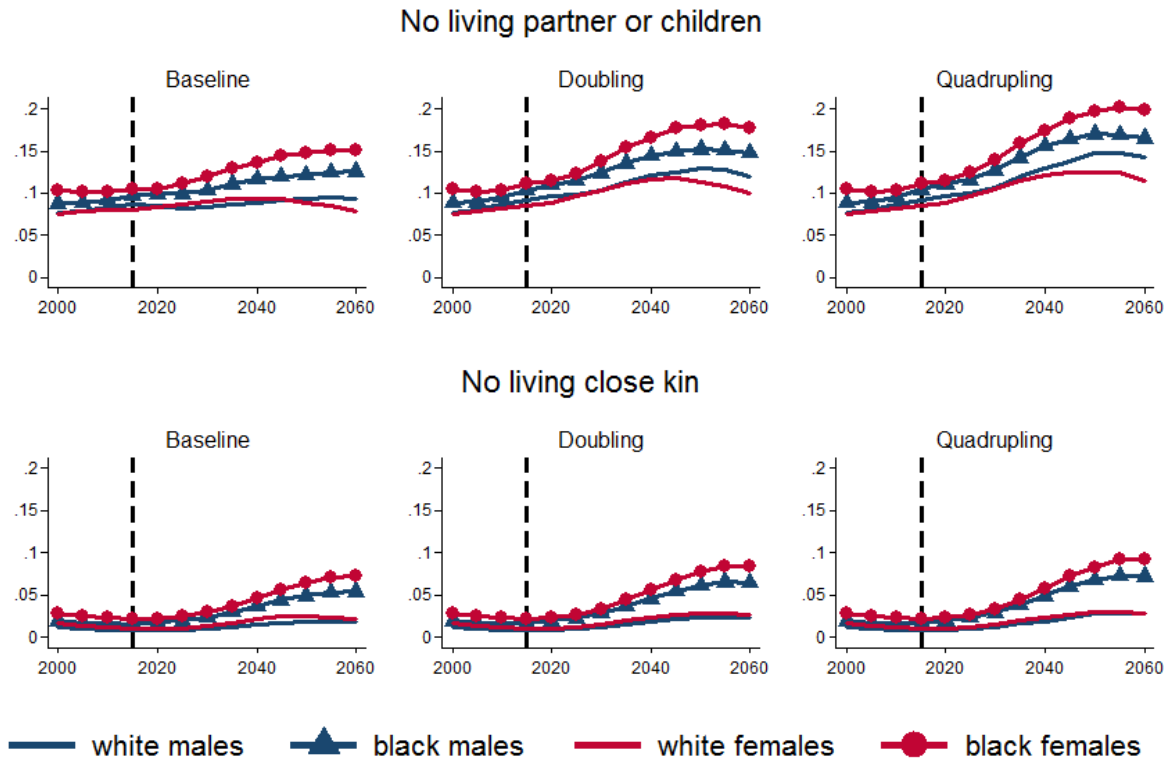 No living partner or children
Baseline Doubling Quadrupling
.2 .2 .2
.15 .15 .15
.1 .1 .1
.05 .05 .05
0 0 0
2000 2020 2040 2060 2000 2020 2040 2060 2000 2020 2040 2060
No living close kin
Baseline Doubling Quadrupling
.2 .2 .2
.15 .15 .15
.1 .1 .1
.05 .05 .05
0 0 0
2000 2020 2040 2060 2000 2020 2040 2060 2000 2020 2040 2060
white males black males white females black females